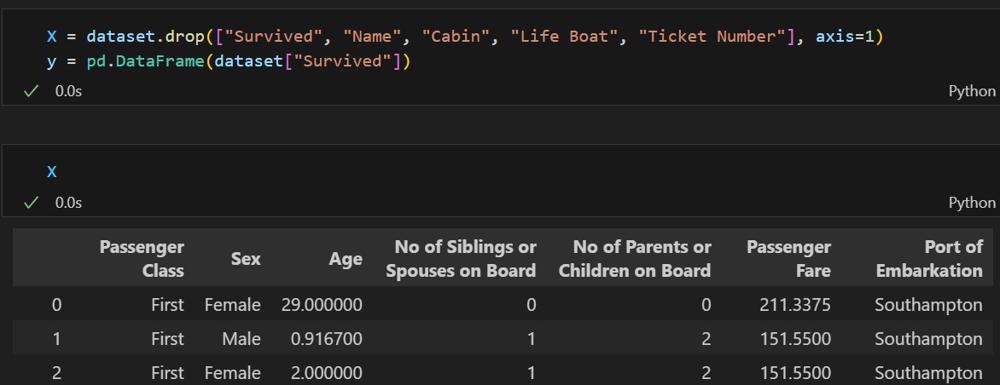 X = dataset.drop(["Survived", "Name", "Cabin", "Life Boat", "Ticket Number"], axis=1)
y = pd.DataFrame(dataset["Survived"])
0.0s Python
X
0.0s Python
Passenger Class Sex Age No of Siblings or Spouses on Board No of Parents or Children on Board Passenger Fare Port of Embarkation
0 First Female 29.000000 0 0 211.3375 Southampton
1 First Male 0.916700 1 2 151.5500 Southampton
2 First Female 2.000000 1 2 151.5500 Southampton